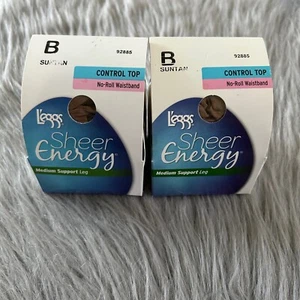 B
SUNTAN
92885
CONTROL TOP
No-Roll Waistband
L'eggs
Sheer
Energy
Medium Support Leg
B
SUNTAN
92885
CONTROL TOP
No-Roll Waistband
L'eggs
Sheer
Energy
Medium Support Leg